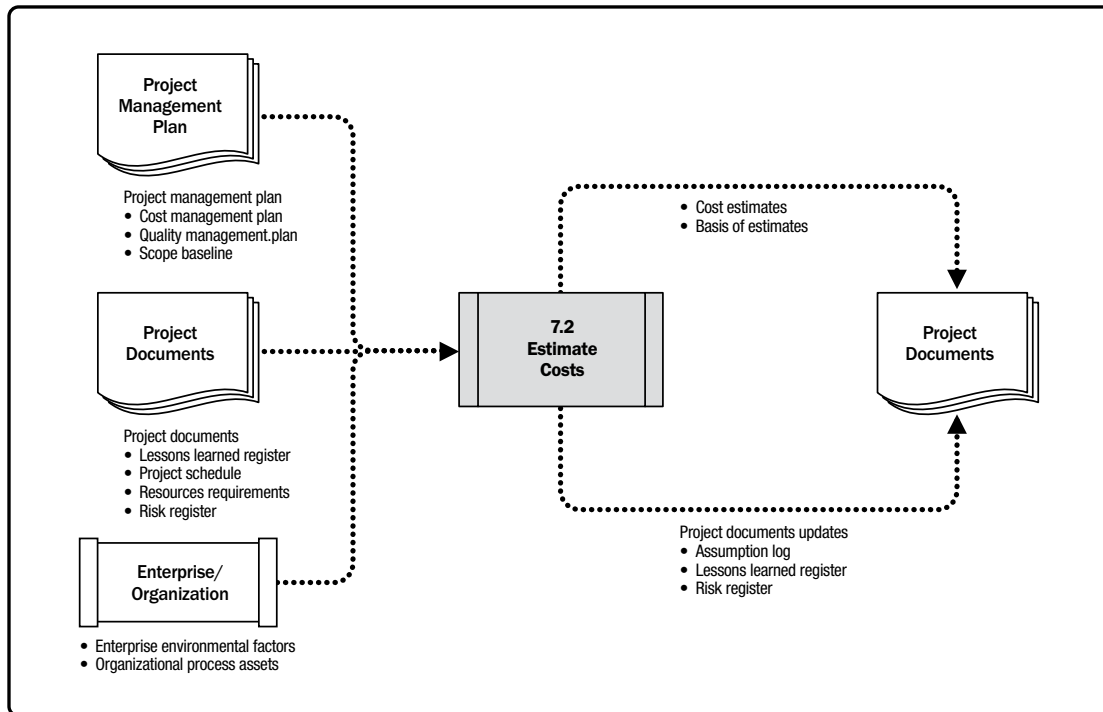 Project
Management
Plan
Project management plan
• Cost management plan
• Quality management.plan
• Scope baseline
Project
Documents
Project documents
• Lessons learned register
• Project schedule
• Resources requirements
• Risk register
Enterprise/
Organization
• Enterprise environmental factors
• Organizational process assets
7.2
Estimate
Costs
• Cost estimates
• Basis of estimates
Project
Documents
Project documents updates
• Assumption log
• Lessons learned register
• Risk register